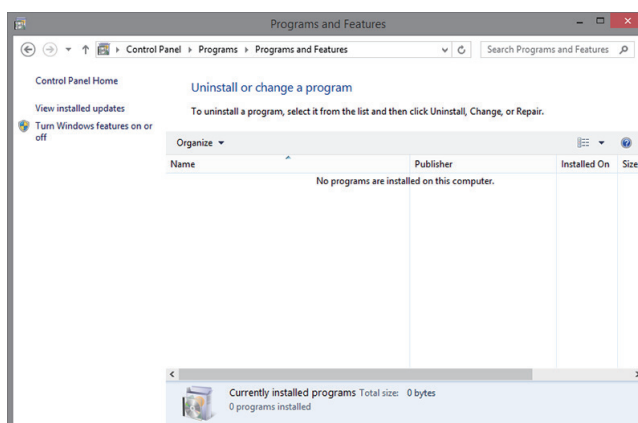 Programs and Features
Control Panel Programs Programs and Features
Search Programs and Features
Control Panel Home
View installed updates
Turn Windows features on or
off
Uninstall or change a program
To uninstall a program, select it from the list and then click Uninstall, Change, or Repair.
Organize
Name Publisher Installed On Size
No programs are installed on this computer.
Currently installed programs Total size: 0 bytes
0 programs installed